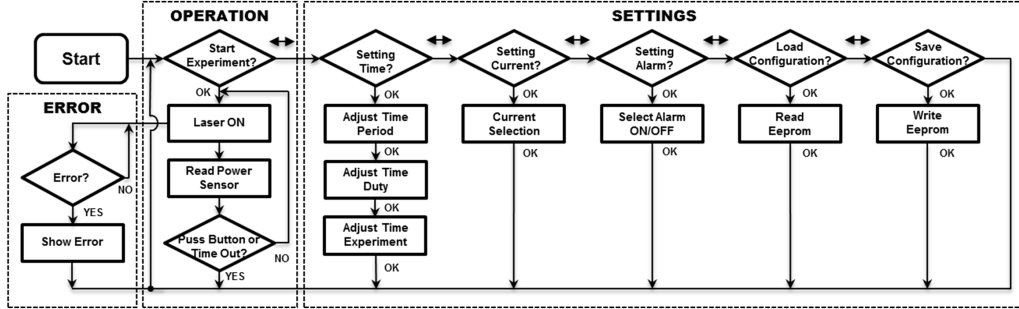 OPERATION
SETTINGS
Start
Start
Experiment?
Setting
Time?
Setting
Current?
Setting
Alarm?
Load
Configuration?
Save
Configuration?
OK
OK
OK
OK
OK
OK
ERROR
Laser ON
Adjust Time
Period
Current
Selection
Select Alarm
ON/OFF
Read
Eeprom
Write
Eeprom
OK
OK
OK
OK
OK
Error?
NO
Read Power
Sensor
Adjust Time
Duty
OK
YES
Show Error
Puss Button or
Time Out?
NO
YES
Adjust Time
Experiment
OK